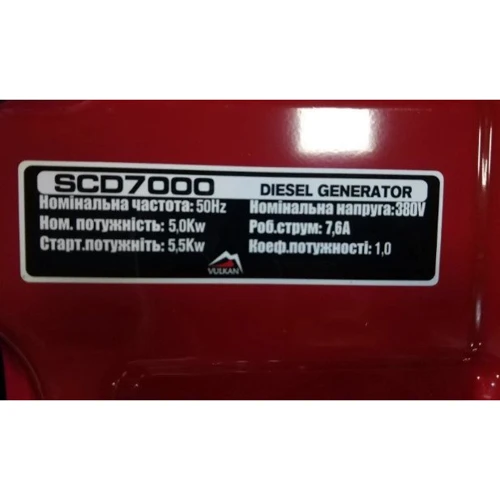 SCD7000 DIESEL GENERATOR
Номінальна частота: 50Hz Номінальна напруга: 380V
Ном. потужність: 5,0Kw Роб.струм: 7,6А
Старт.потужніть: 5,5Kw Коеф.потужності: 1,0
VULKAN